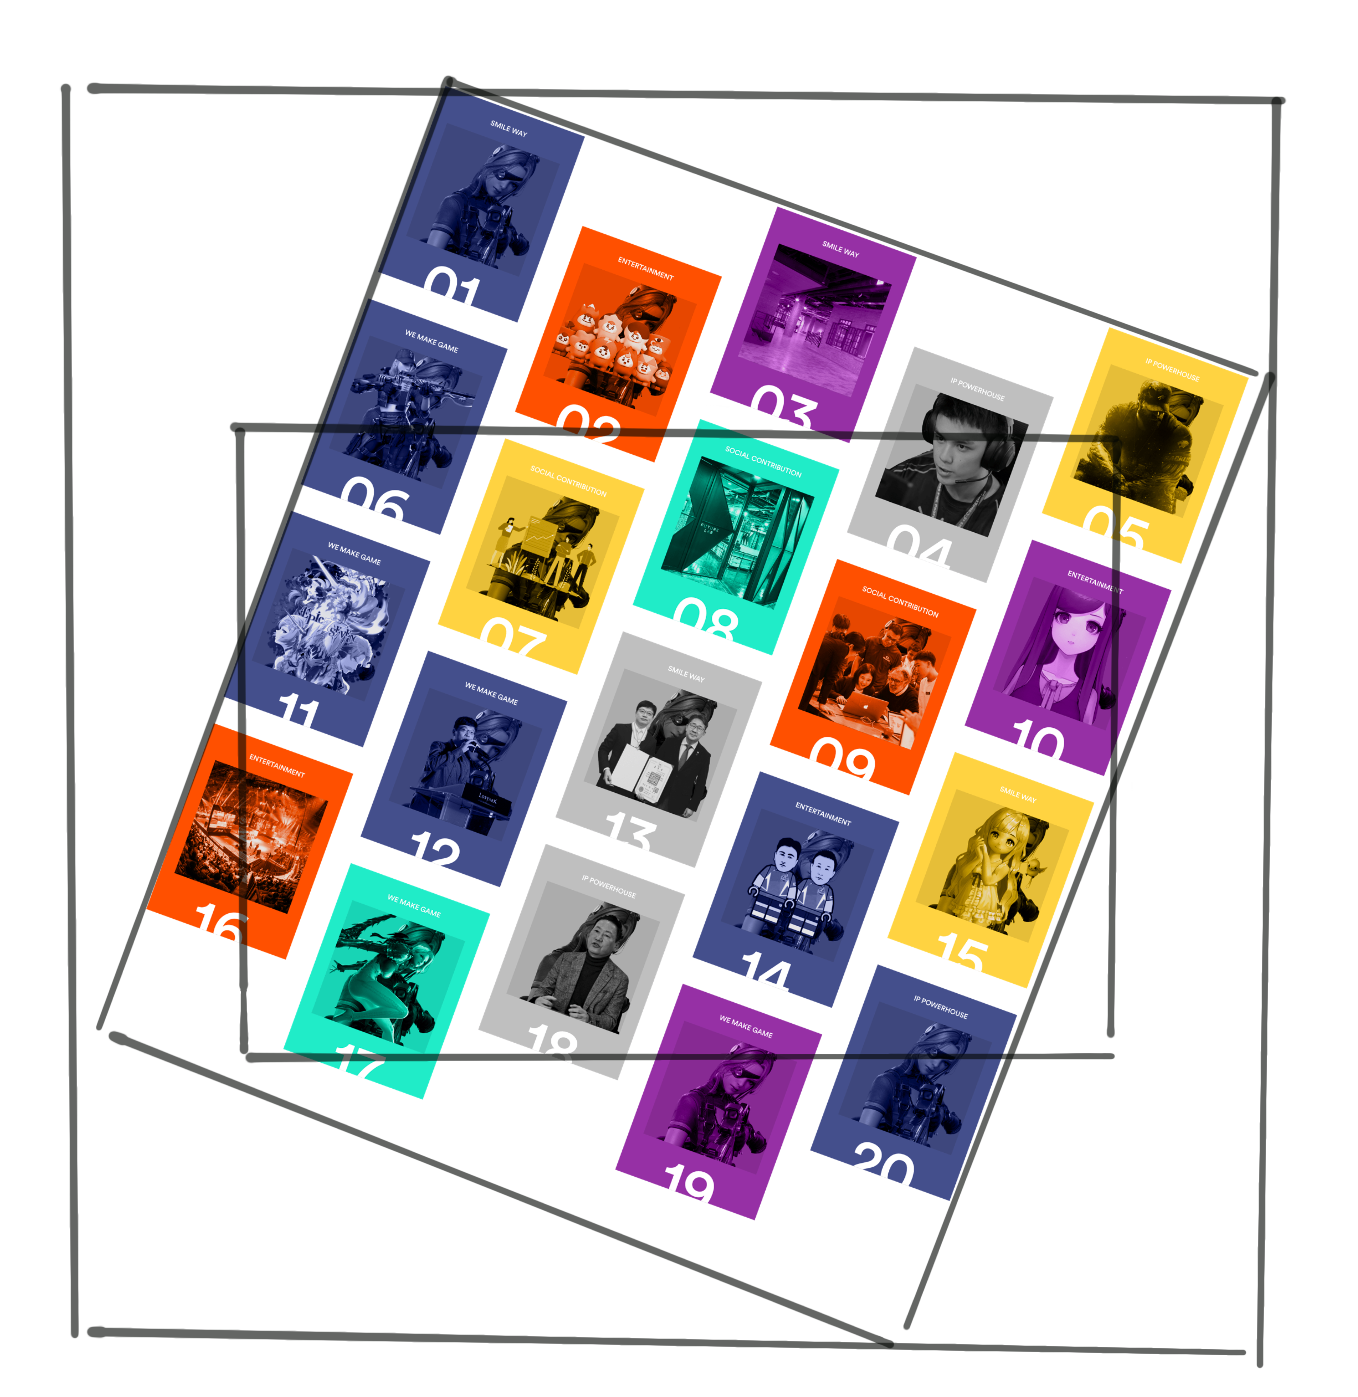 SMILE WAY
01
ENTERTAINMENT
02
SMILE WAY
03
IP POWERHOUSE
04
IP POWERHOUSE
05
WE MAKE GAME
06
SOCIAL CONTRIBUTION
07
SOCIAL CONTRIBUTION
FUTURE
LAB
08
SOCIAL CONTRIBUTION
09
ENTERTAINMENT
10
WE MAKE GAME
11
WE MAKE GAME
12
SMILE WAY
13
ENTERTAINMENT
14
SMILE WAY
15
ENTERTAINMENT
16
WE MAKE GAME
17
IP POWERHOUSE
18
WE MAKE GAME
19
IP POWERHOUSE
20